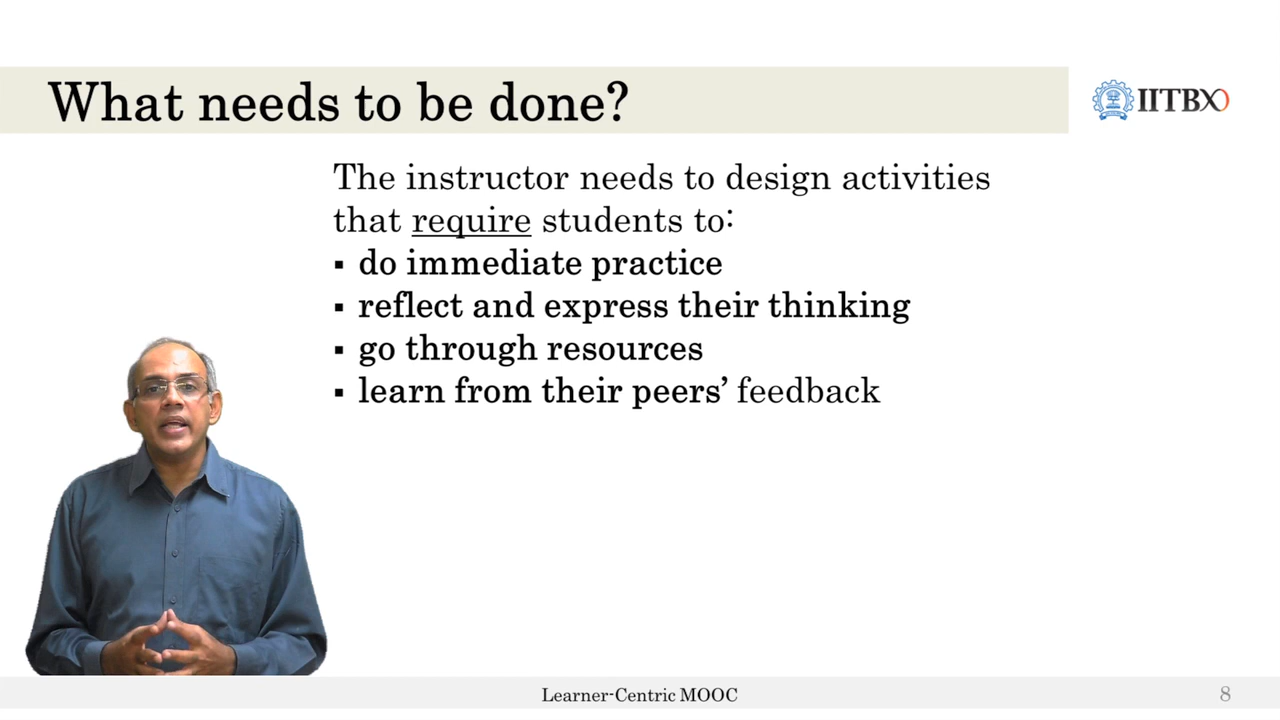 What needs to be done?
IITBX
The instructor needs to design activities
that require students to:
▪ do immediate practice
▪ reflect and express their thinking
▪ go through resources
▪ learn from their peers’ feedback
Learner-Centric MOOC
8